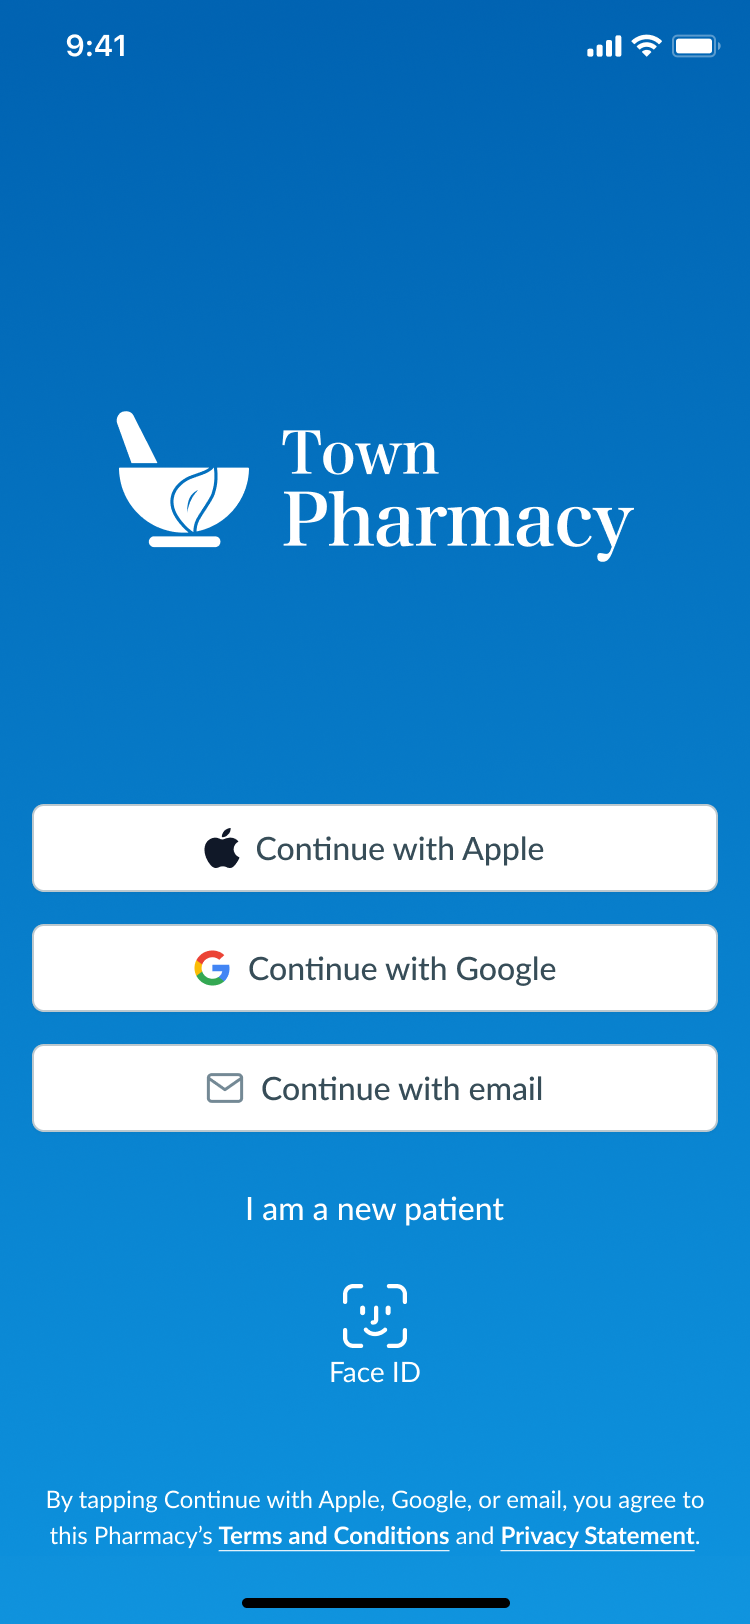 9:41
Town
Pharmacy
Continue with Apple
Continue with Google
Continue with email
I am a new patient
Face ID
By tapping Continue with Apple, Google, or email, you agree to
this Pharmacy’s Terms and Conditions and Privacy Statement.